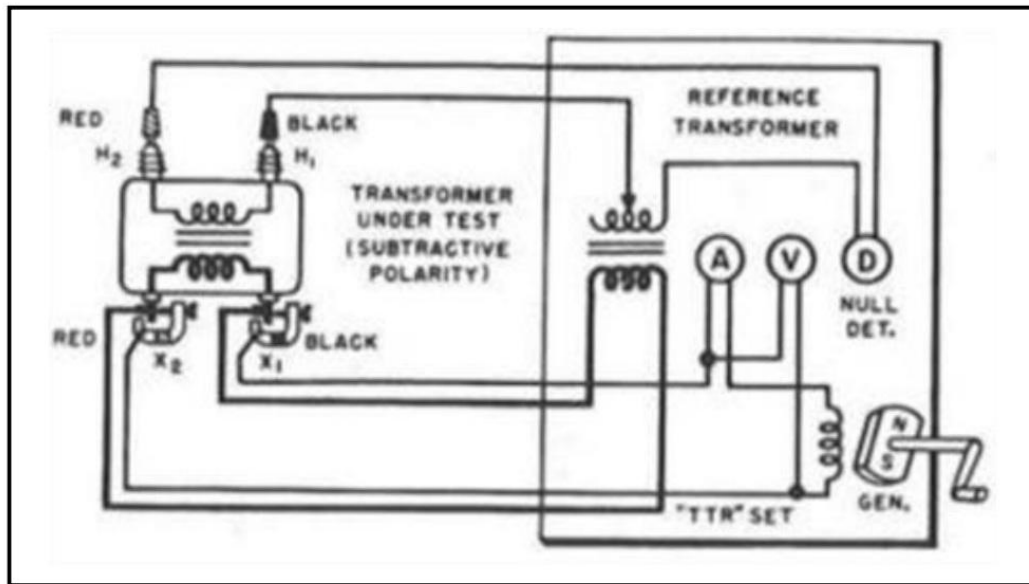 RED
H2
BLACK
H1
REFERENCE
TRANSFORMER
TRANSFORMER
UNDER TEST
(SUBTRACTIVE
POLARITY)
A
V
D
NULL
DET.
RED
X2
X1
BLACK
N
S
GEN.
"TTR" SET